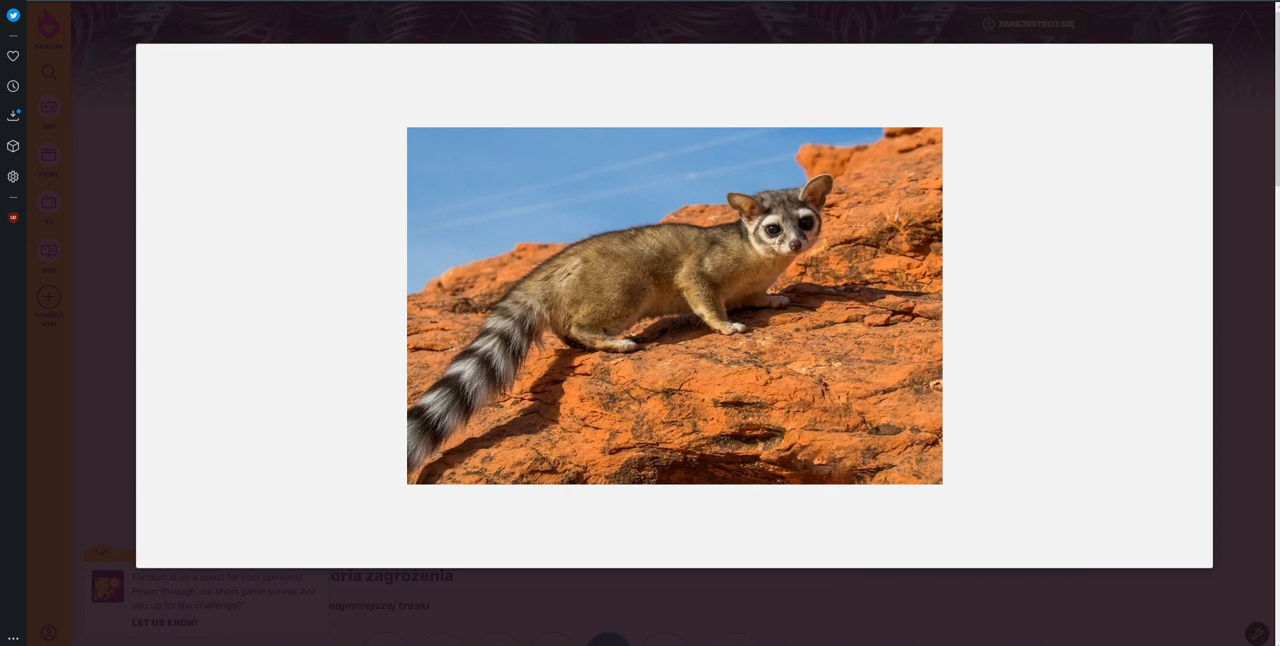 FANDOM
ZAREJESTRUJ SIĘ
GRY
FILMY
TV
WIKI
UD
oria zagrożenia
najmniejszej troski
Fandom is on a quest for your opinions!
Power through our short game survey. Are
you up for the challenge?"
LET US KNOW!